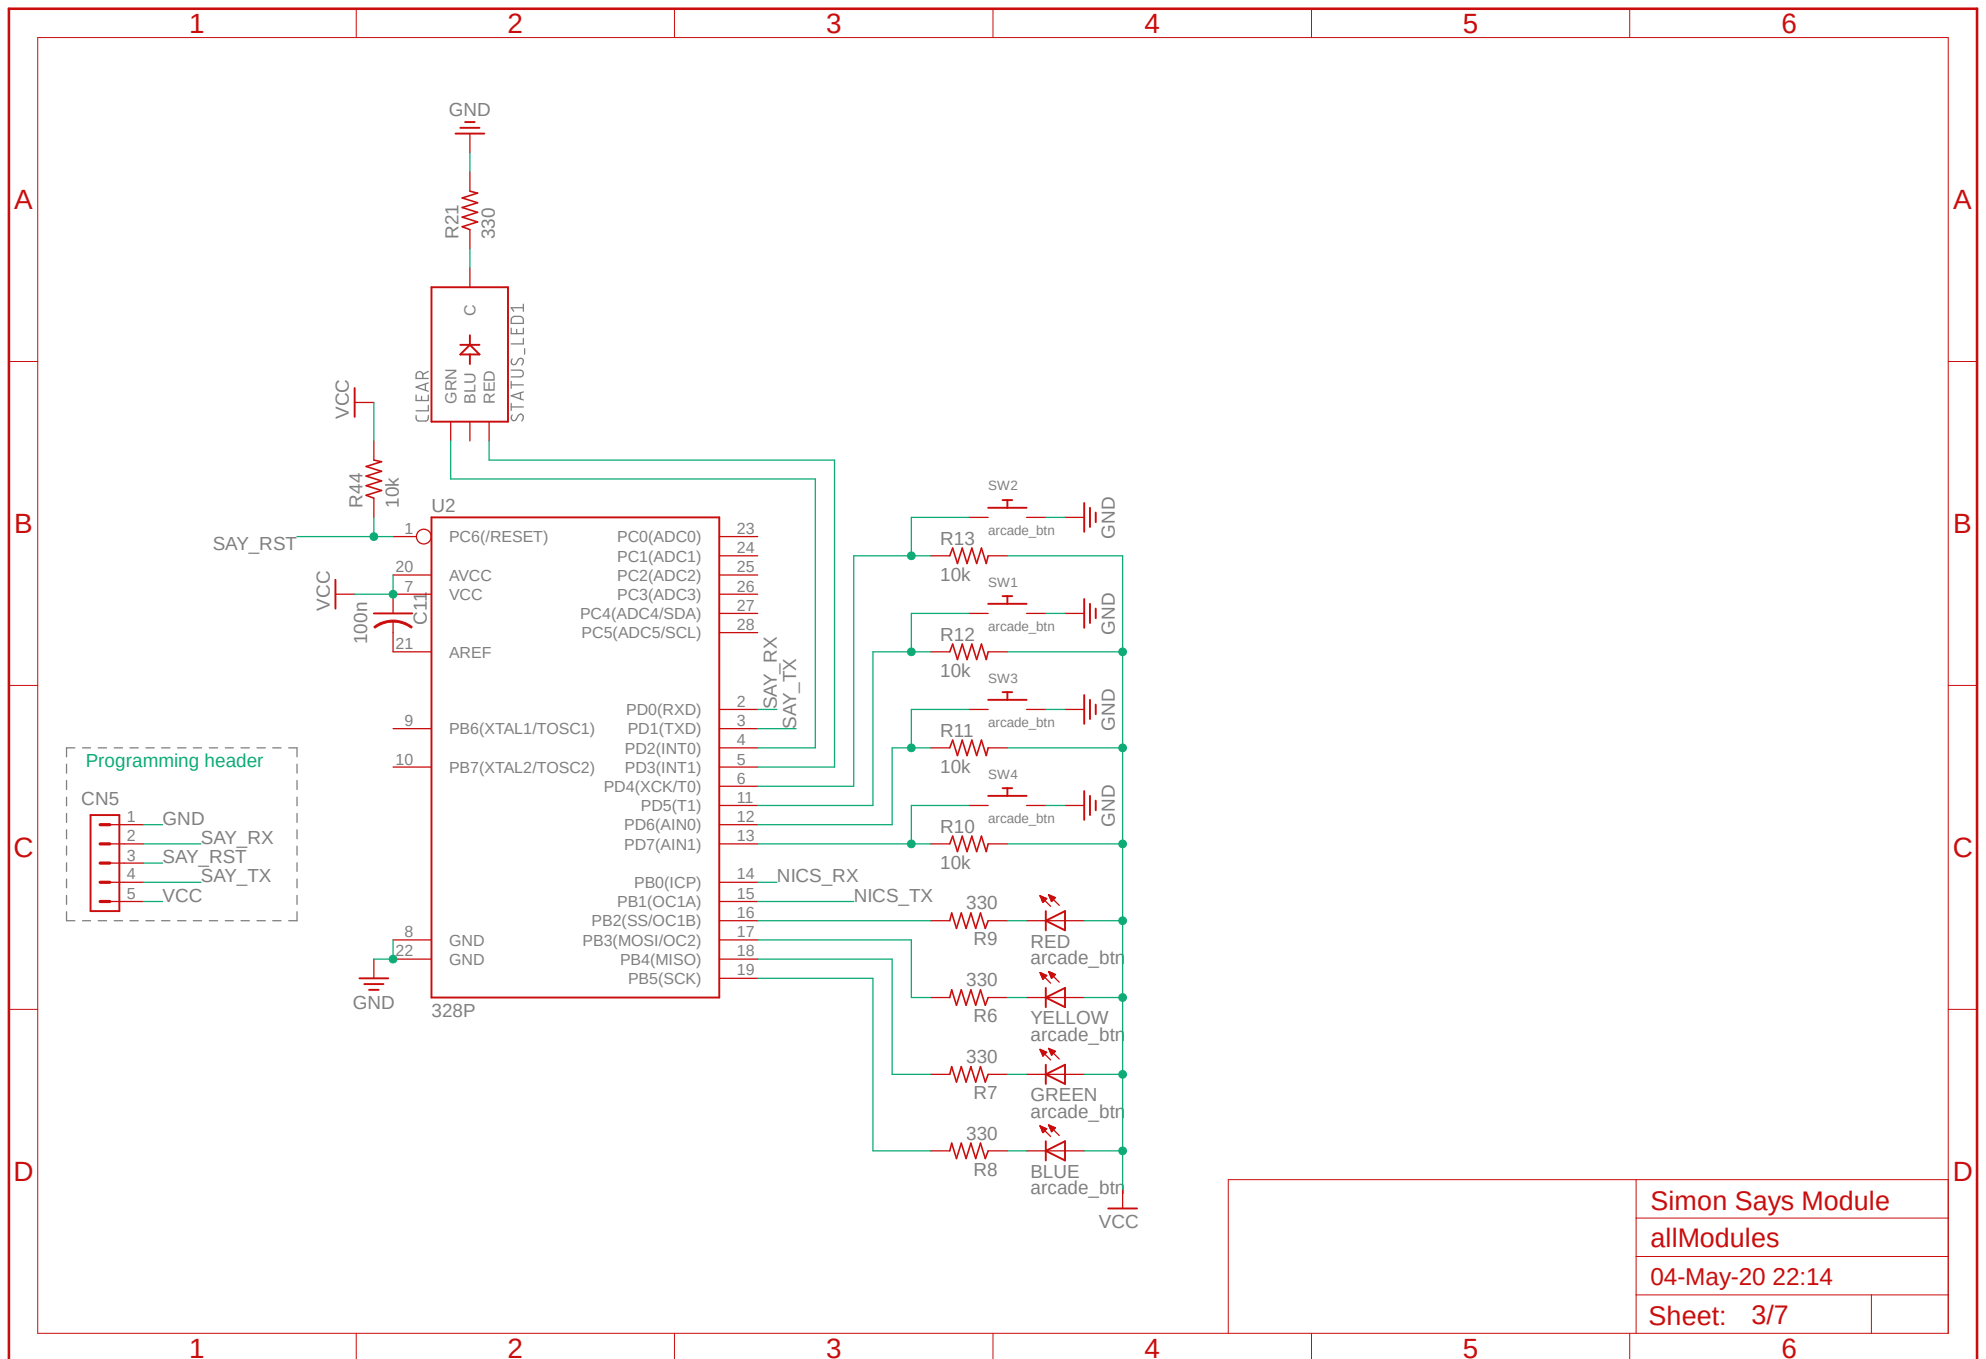 1 2 3 4 5 6
A A
B B
C C
D D
GND
R21
330
C
GRN
BLU
RED
CLEAR
STATUS_LED1
VCC
R44
10k
SAY_RST
VCC
100n
C11
U2
1 PC6(/RESET)
20 AVCC
7 VCC
21 AREF
9 PB6(XTAL1/TOSC1)
10 PB7(XTAL2/TOSC2)
8 GND
22 GND
GND
328P
PC0(ADC0) 23
PC1(ADC1) 24
PC2(ADC2) 25
PC3(ADC3) 26
PC4(ADC4/SDA) 27
PC5(ADC5/SCL) 28
PD0(RXD) 2 SAY_RX
PD1(TXD) 3 SAY_TX
PD2(INT0) 4
PD3(INT1) 5
PD4(XCK/T0) 6
PD5(T1) 11
PD6(AIN0) 12
PD7(AIN1) 13
PB0(ICP) 14 NICS_RX
PB1(OC1A) 15 NICS_TX
PB2(SS/OC1B) 16
PB3(MOSI/OC2) 17
PB4(MISO) 18
PB5(SCK) 19
SW2
arcade_btn
GND
R13
10k
SW1
arcade_btn
GND
R12
10k
SW3
arcade_btn
GND
R11
10k
SW4
arcade_btn
GND
R10
10k
330
R9
RED
arcade_btn
330
R6
YELLOW
arcade_btn
330
R7
GREEN
arcade_btn
330
R8
BLUE
arcade_btn
VCC
Programming header
CN5
1 GND
2 SAY_RX
3 SAY_RST
4 SAY_TX
5 VCC
Simon Says Module
allModules
04-May-20 22:14
Sheet: 3/7
1 2 3 4 5 6